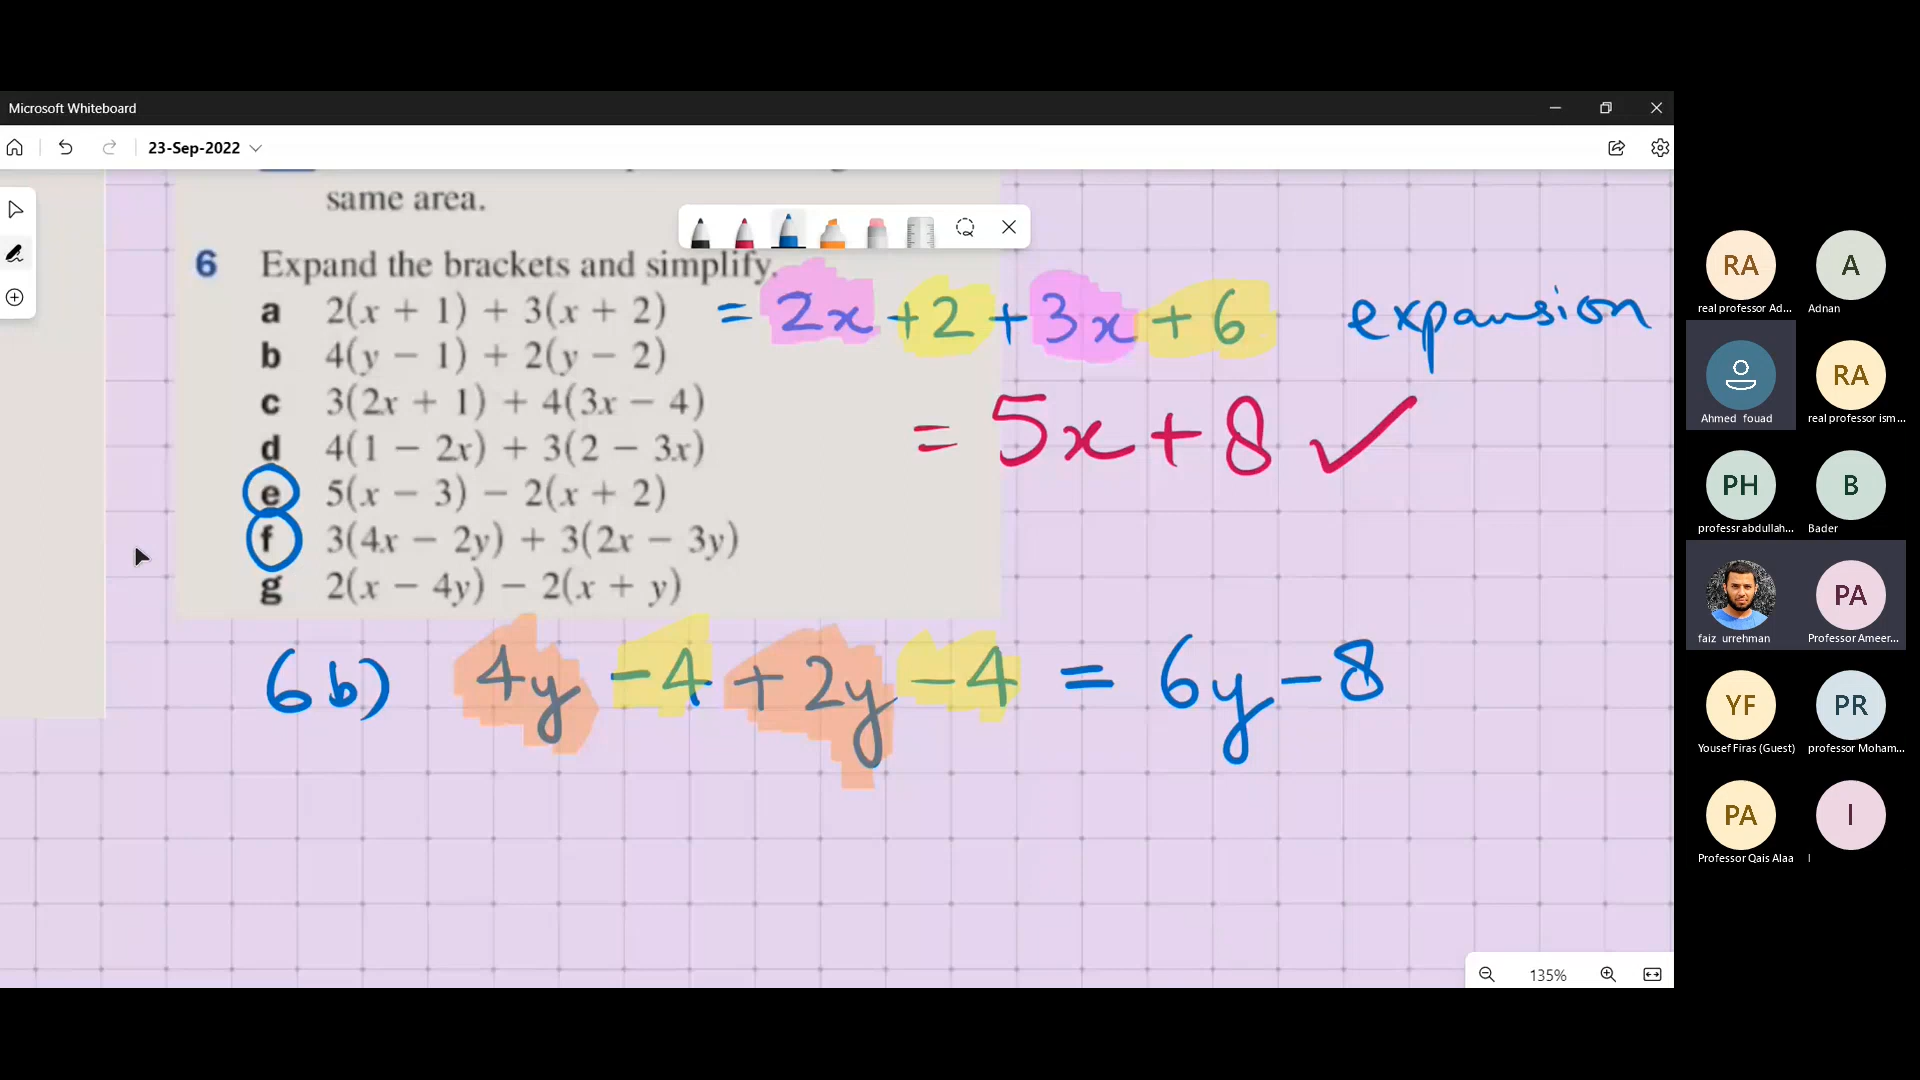 Microsoft Whiteboard
23-Sep-2022
same area.
6 Expand the brackets and simplify.
a 2(x + 1) + 3(x + 2) = 2x + 2 + 3x + 6 expansion
b 4(y − 1) + 2(y − 2)
c 3(2x + 1) + 4(3x − 4) = 5x + 8 ✓
d 4(1 − 2x) + 3(2 − 3x)
e 5(x − 3) − 2(x + 2)
f 3(4x − 2y) + 3(2x − 3y)
g 2(x − 4y) − 2(x + y)
6 b) 4y − 4 + 2y − 4 = 6y − 8
135%
RA A
real professor Ad... Adnan
RA
Ahmed fouad real professor ism...
PH B
professr abdullah... Bader
PA
faiz urrehman Professor Ameer...
YF PR
Yousef Firas (Guest) professor Moham...
PA I
Professor Qais Alaa I